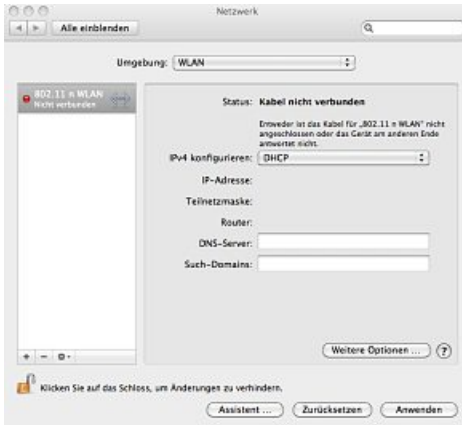 Netzwerk
Alle einblenden
Umgebung: WLAN
802.11 n WLAN
Nicht verbunden
Status: Kabel nicht verbunden
Entweder ist das Kabel für „802.11 n WLAN“ nicht
angeschlossen oder das Gerät am anderen Ende
antwortet nicht.
IPv4 konfigurieren: DHCP
IP-Adresse:
Teilnetzmaske:
Router:
DNS-Server:
Such-Domains:
Weitere Optionen ... ?
Klicken Sie auf das Schloss, um Änderungen zu verhindern.
Assistent ... Zurücksetzen Anwenden